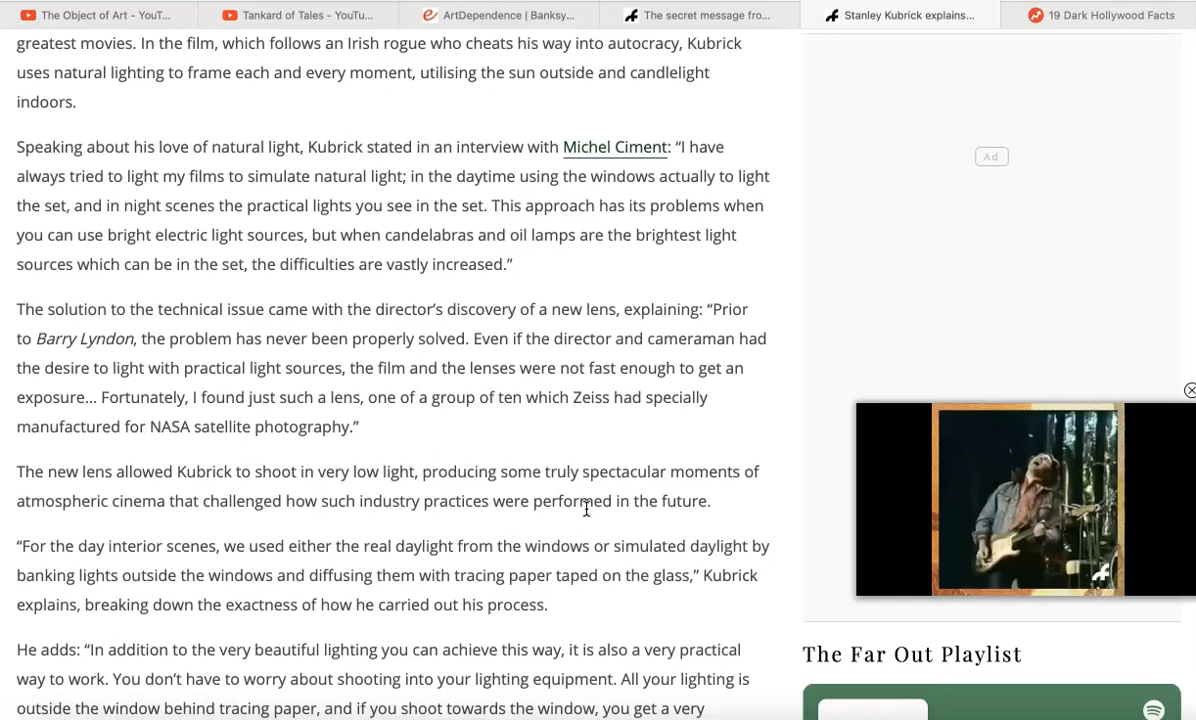 The Object of Art - YouT...
Tankard of Tales - YouTu...
ArtDependence | Banksy...
The secret message fro...
Stanley Kubrick explains...
19 Dark Hollywood Facts
greatest movies. In the film, which follows an Irish rogue who cheats his way into autocracy, Kubrick
uses natural lighting to frame each and every moment, utilising the sun outside and candlelight
indoors.
Speaking about his love of natural light, Kubrick stated in an interview with Michel Ciment: “I have
always tried to light my films to simulate natural light; in the daytime using the windows actually to light
the set, and in night scenes the practical lights you see in the set. This approach has its problems when
you can use bright electric light sources, but when candelabras and oil lamps are the brightest light
sources which can be in the set, the difficulties are vastly increased.”
The solution to the technical issue came with the director’s discovery of a new lens, explaining: “Prior
to Barry Lyndon, the problem has never been properly solved. Even if the director and cameraman had
the desire to light with practical light sources, the film and the lenses were not fast enough to get an
exposure... Fortunately, I found just such a lens, one of a group of ten which Zeiss had specially
manufactured for NASA satellite photography.”
The new lens allowed Kubrick to shoot in very low light, producing some truly spectacular moments of
atmospheric cinema that challenged how such industry practices were performed in the future.
“For the day interior scenes, we used either the real daylight from the windows or simulated daylight by
banking lights outside the windows and diffusing them with tracing paper taped on the glass,” Kubrick
explains, breaking down the exactness of how he carried out his process.
He adds: “In addition to the very beautiful lighting you can achieve this way, it is also a very practical
way to work. You don’t have to worry about shooting into your lighting equipment. All your lighting is
outside the window behind tracing paper, and if you shoot towards the window, you get a very
Ad
The Far Out Playlist